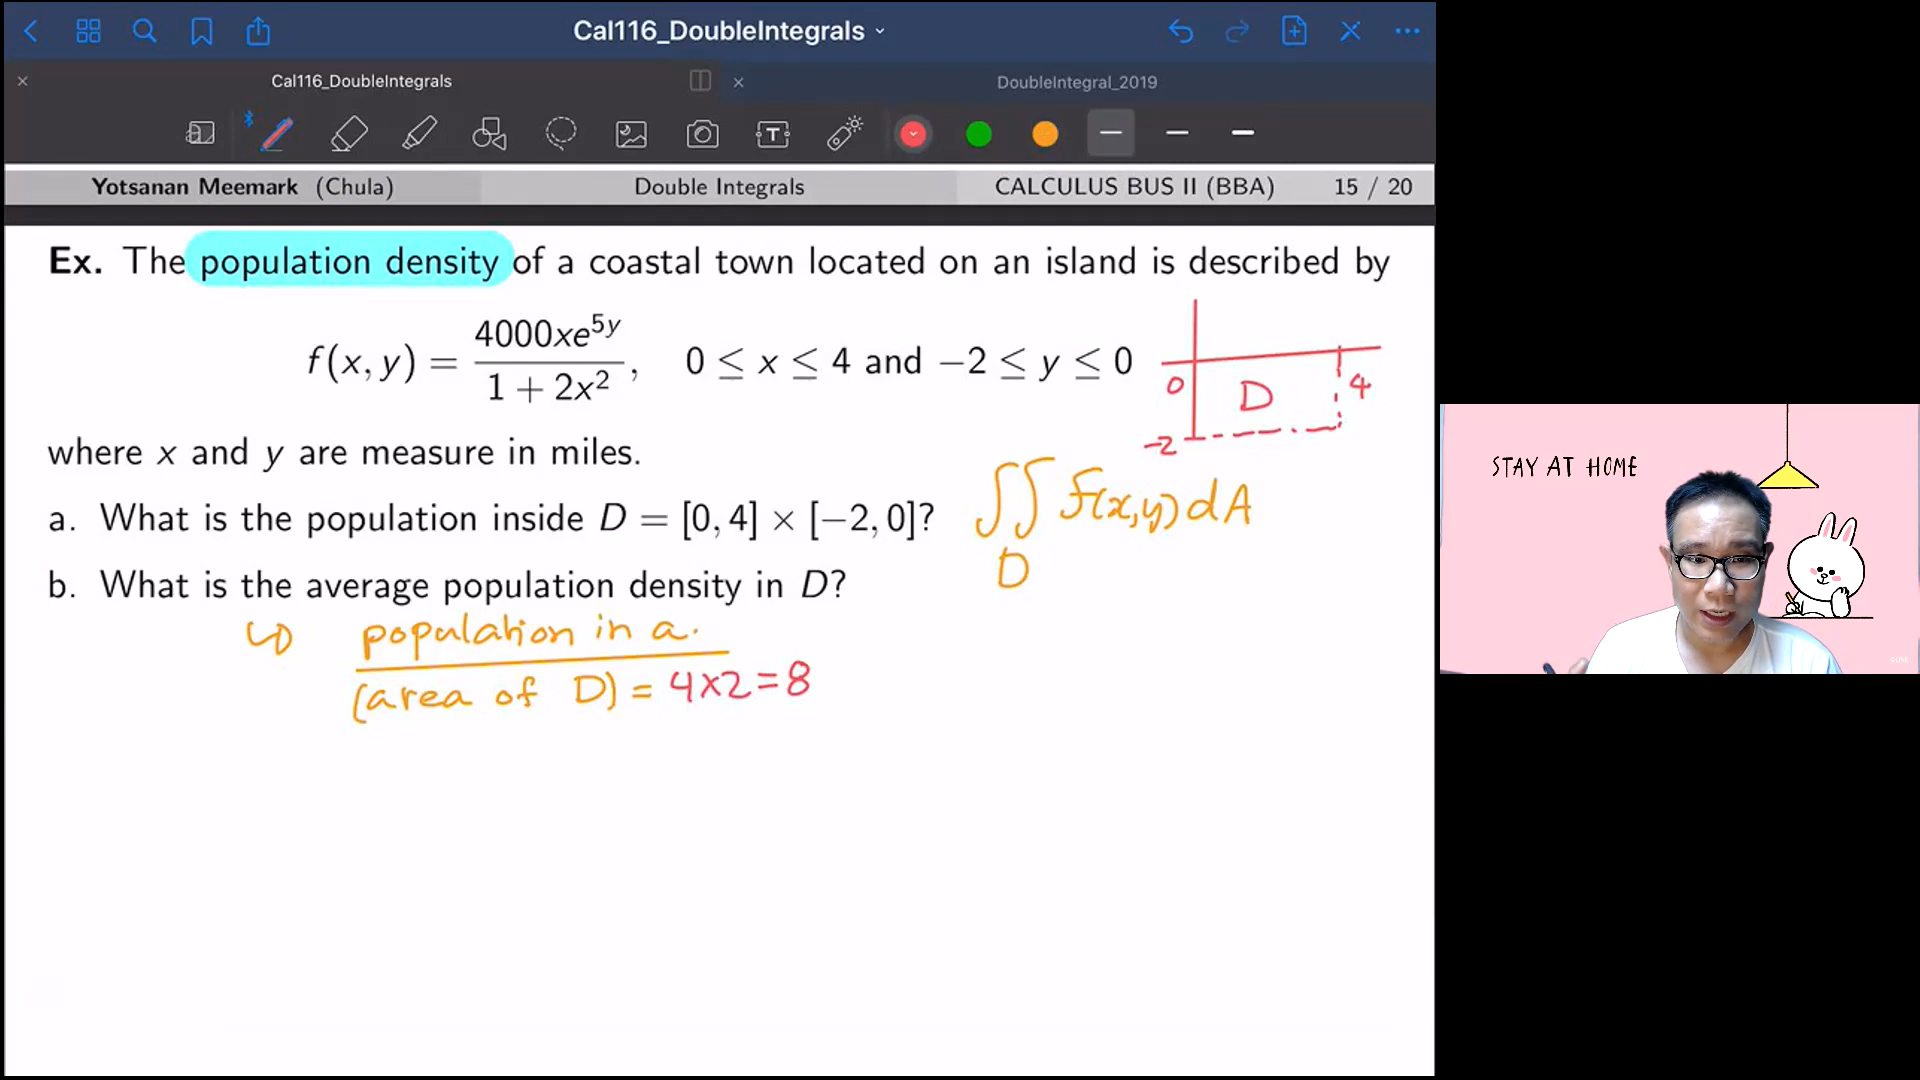 Cal116_DoubleIntegrals
Cal116_DoubleIntegrals
DoubleIntegral_2019
Yotsanan Meemark (Chula) Double Integrals CALCULUS BUS II (BBA) 15 / 20
Ex. The population density of a coastal town located on an island is described by
f(x, y) = 4000xe^{5y} / (1 + 2x^2), 0 ≤ x ≤ 4 and −2 ≤ y ≤ 0
0 D 4
-2
where x and y are measure in miles.
a. What is the population inside D = [0, 4] × [−2, 0]? ∬ f(x,y) dA
D
b. What is the average population density in D?
↪ population in a.
(area of D) = 4x2 = 8
STAY AT HOME